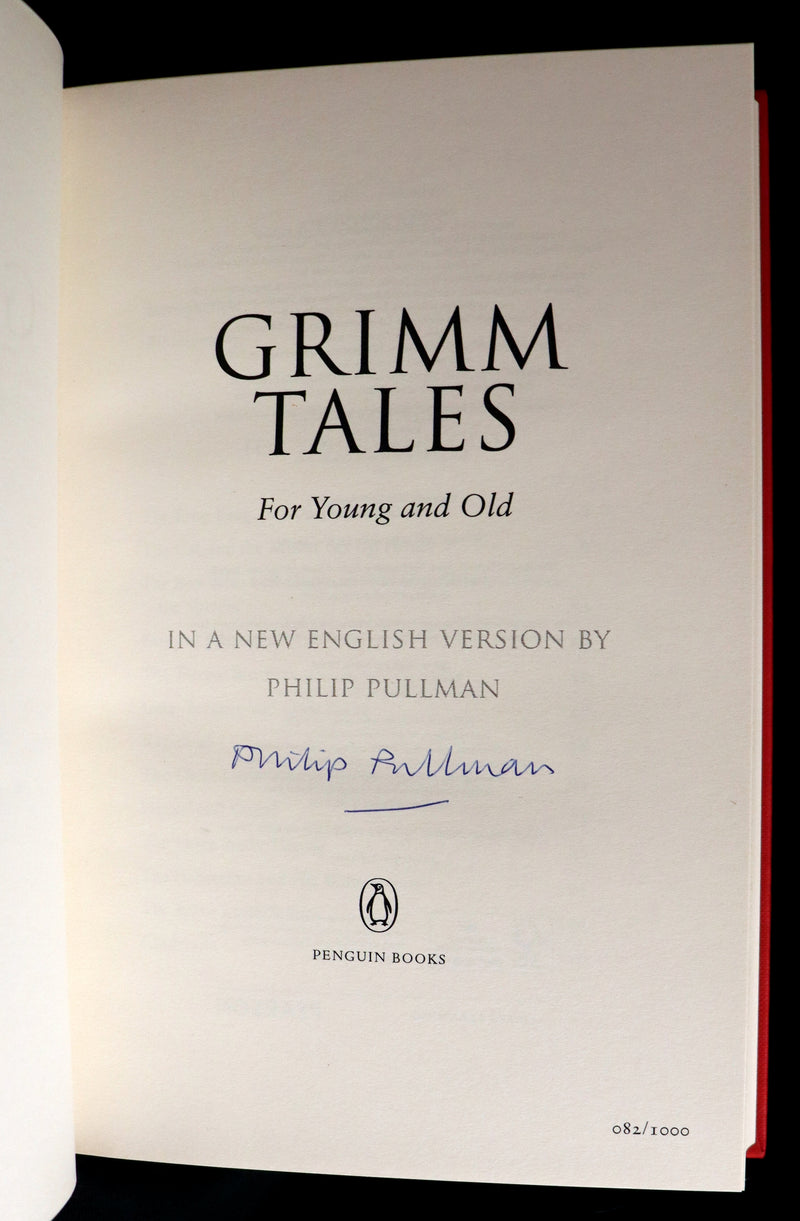 GRIMM
TALES
For Young and Old
IN A NEW ENGLISH VERSION BY
PHILIP PULLMAN
Philip Pullman
PENGUIN BOOKS
082/1000